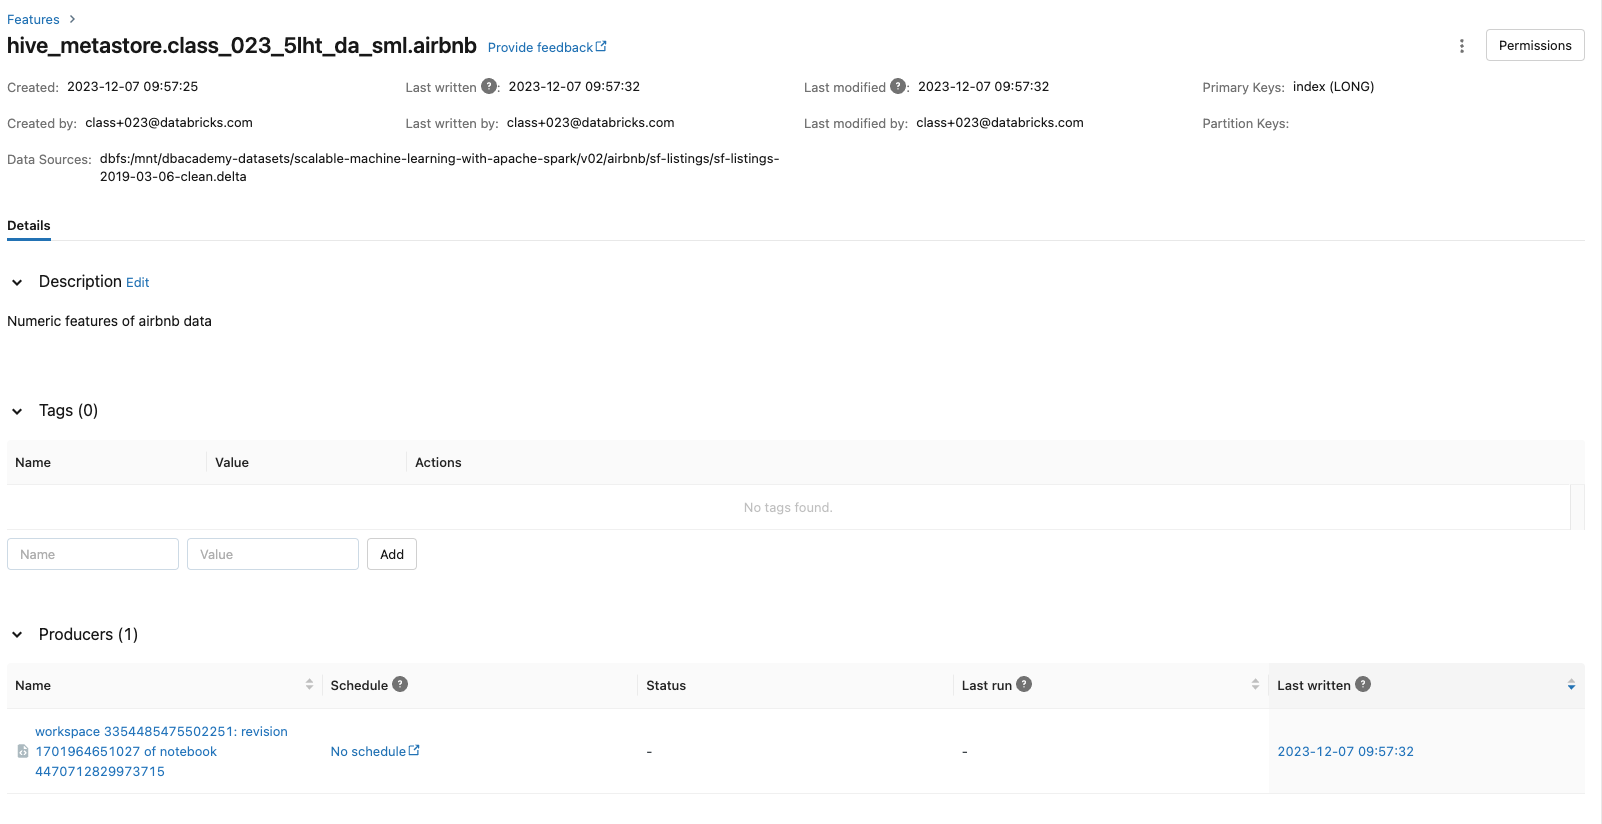 Features >
hive_metastore.class_023_5lht_da_sml.airbnb Provide feedback
Permissions
Created: 2023-12-07 09:57:25
Last written ?: 2023-12-07 09:57:32
Last modified ?: 2023-12-07 09:57:32
Primary Keys: index (LONG)
Created by: class+023@databricks.com
Last written by: class+023@databricks.com
Last modified by: class+023@databricks.com
Partition Keys:
Data Sources: dbfs:/mnt/dbacademy-datasets/scalable-machine-learning-with-apache-spark/v02/airbnb/sf-listings/sf-listings-
2019-03-06-clean.delta
Details
Description Edit
Numeric features of airbnb data
Tags (0)
Name Value Actions
No tags found.
Name Value Add
Producers (1)
Name Schedule ? Status Last run ? Last written ?
workspace 3354485475502251: revision
1701964651027 of notebook
4470712829973715
No schedule - - 2023-12-07 09:57:32